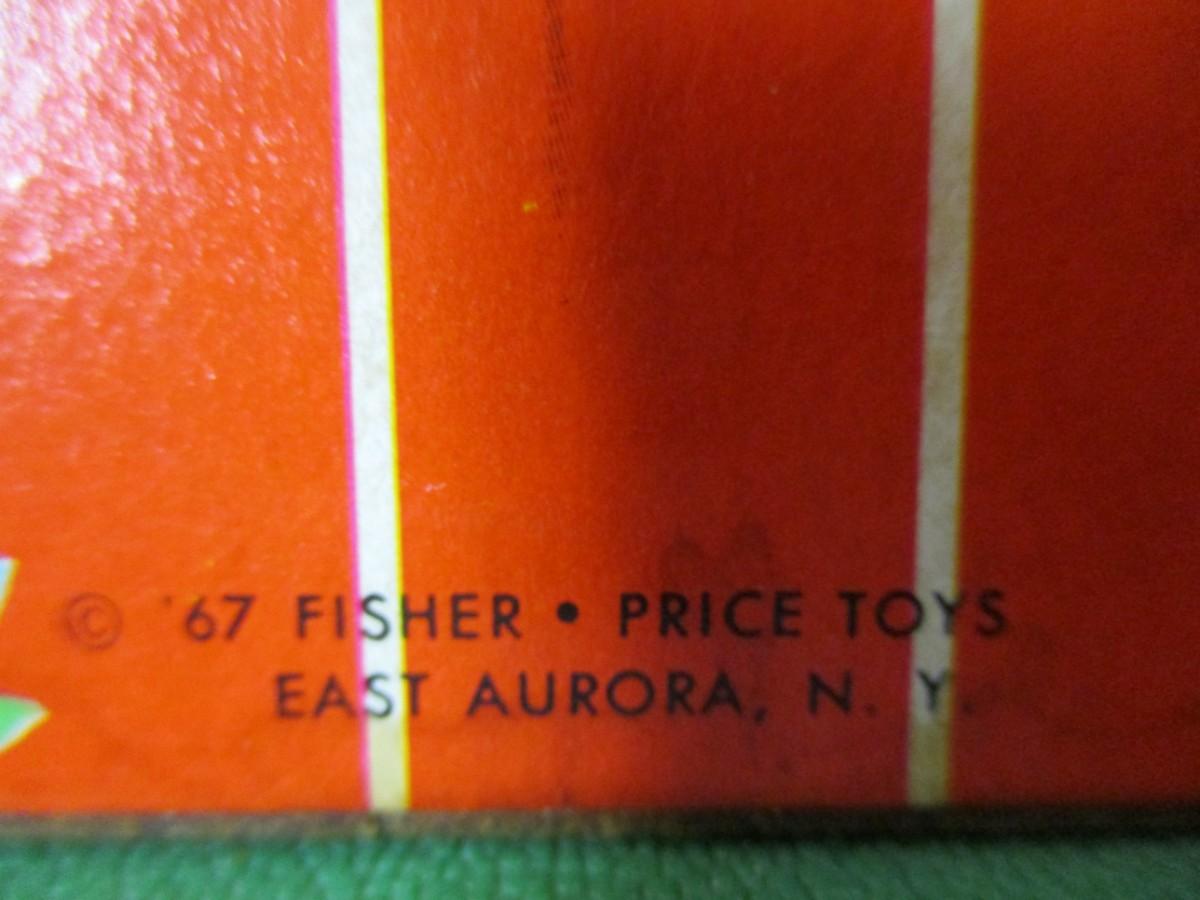 © '67 FISHER • PRICE TOYS
EAST AURORA, N. Y.